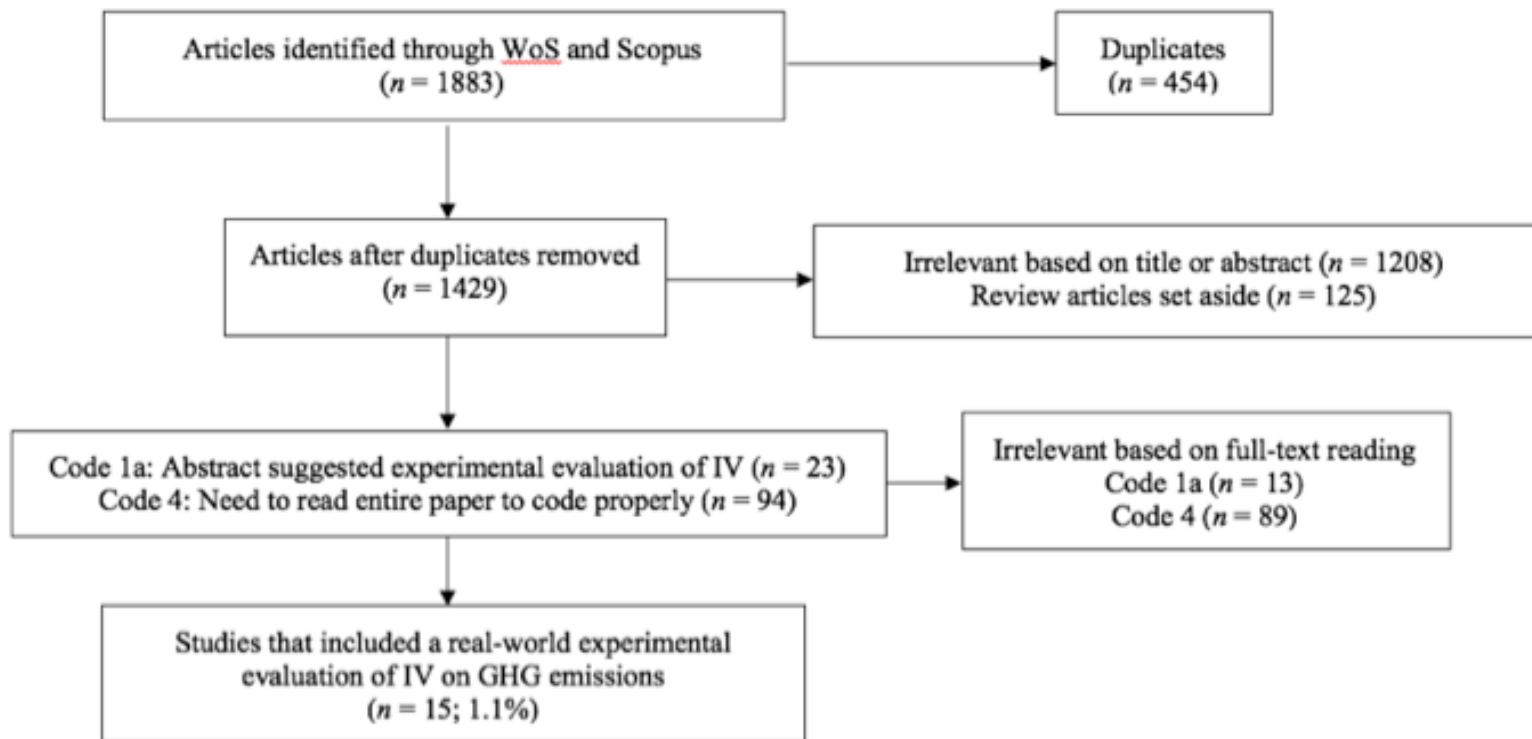 Articles identified through WoS and Scopus
(n = 1883)
Duplicates
(n = 454)
Articles after duplicates removed
(n = 1429)
Irrelevant based on title or abstract (n = 1208)
Review articles set aside (n = 125)
Code 1a: Abstract suggested experimental evaluation of IV (n = 23)
Code 4: Need to read entire paper to code properly (n = 94)
Irrelevant based on full-text reading
Code 1a (n = 13)
Code 4 (n = 89)
Studies that included a real-world experimental
evaluation of IV on GHG emissions
(n = 15; 1.1%)